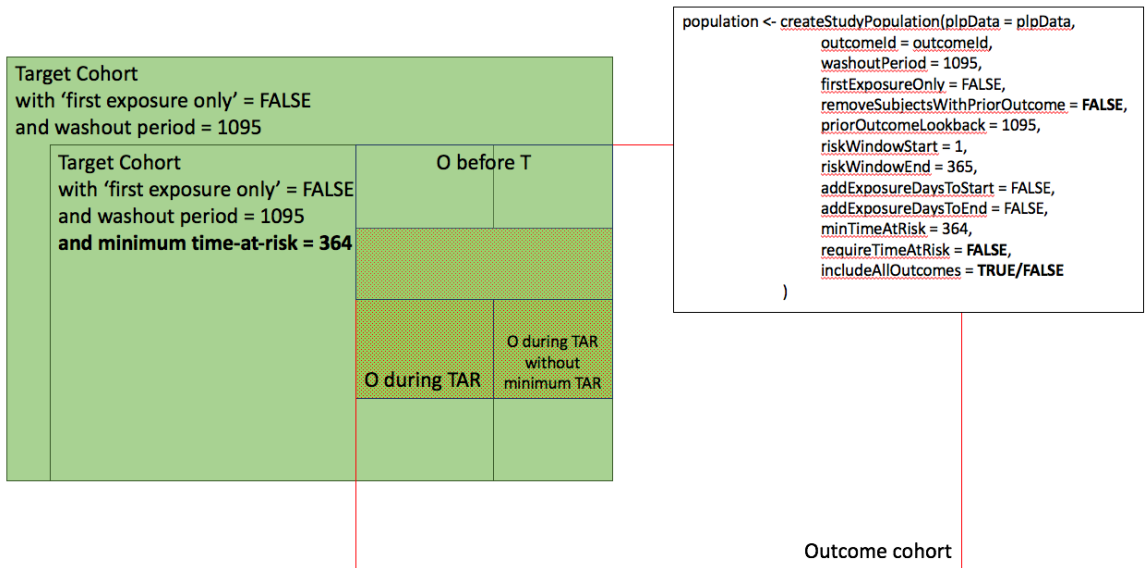 Target Cohort
with ‘first exposure only’ = FALSE
and washout period = 1095
Target Cohort
with ‘first exposure only’ = FALSE
and washout period = 1095
and minimum time-at-risk = 364
O before T
O during TAR
O during TAR
without
minimum TAR
population <- createStudyPopulation(plpData = plpData,
outcomeId = outcomeId,
washoutPeriod = 1095,
firstExposureOnly = FALSE,
removeSubjectsWithPriorOutcome = FALSE,
priorOutcomeLookback = 1095,
riskWindowStart = 1,
riskWindowEnd = 365,
addExposureDaysToStart = FALSE,
addExposureDaysToEnd = FALSE,
minTimeAtRisk = 364,
requireTimeAtRisk = FALSE,
includeAllOutcomes = TRUE/FALSE
)
Outcome cohort